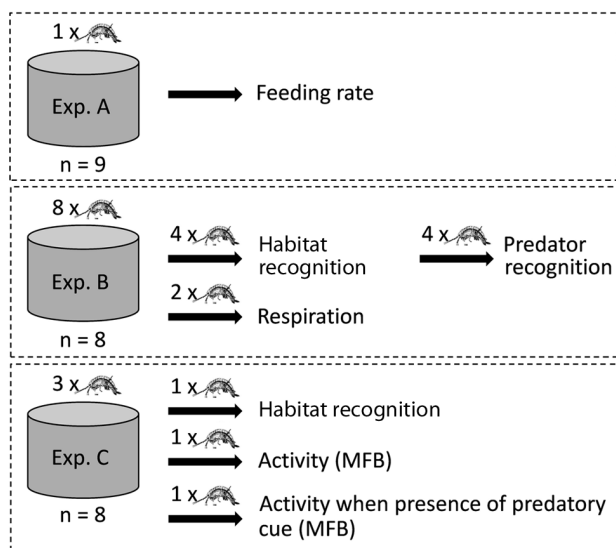 1 x
Exp. A
Feeding rate
n = 9
8 x
4 x
4 x
Habitat
recognition
Predator
recognition
Exp. B
2 x
Respiration
n = 8
3 x
1 x
Habitat recognition
Exp. C
1 x
Activity (MFB)
1 x
Activity when presence of predatory
cue (MFB)
n = 8